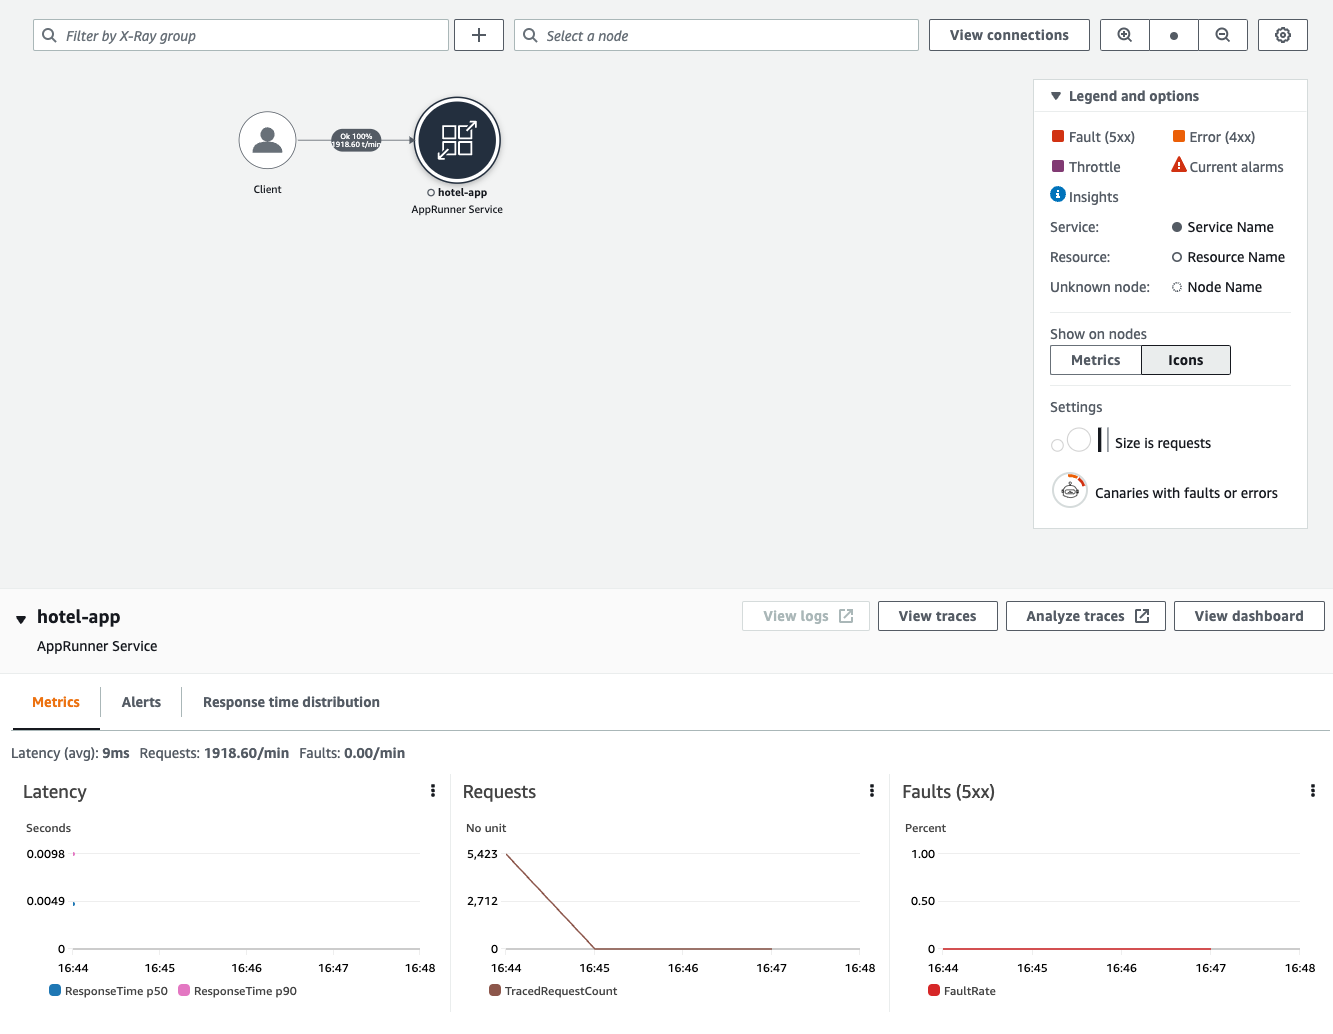 Filter by X-Ray group
Select a node
View connections
Ok 100%
1918.60 t/min
Client
hotel-app
AppRunner Service
Legend and options
Fault (5xx)
Error (4xx)
Throttle
Current alarms
Insights
Service:
Service Name
Resource:
Resource Name
Unknown node:
Node Name
Show on nodes
Metrics
Icons
Settings
Size is requests
Canaries with faults or errors
hotel-app
AppRunner Service
View logs
View traces
Analyze traces
View dashboard
Metrics
Alerts
Response time distribution
Latency (avg): 9ms Requests: 1918.60/min Faults: 0.00/min
Latency
Seconds
0.0098
0.0049
0
16:44 16:45 16:46 16:47 16:48
ResponseTime p50 ResponseTime p90
Requests
No unit
5,423
2,712
0
16:44 16:45 16:46 16:47 16:48
TracedRequestCount
Faults (5xx)
Percent
1.00
0.50
0
16:44 16:45 16:46 16:47 16:48
FaultRate